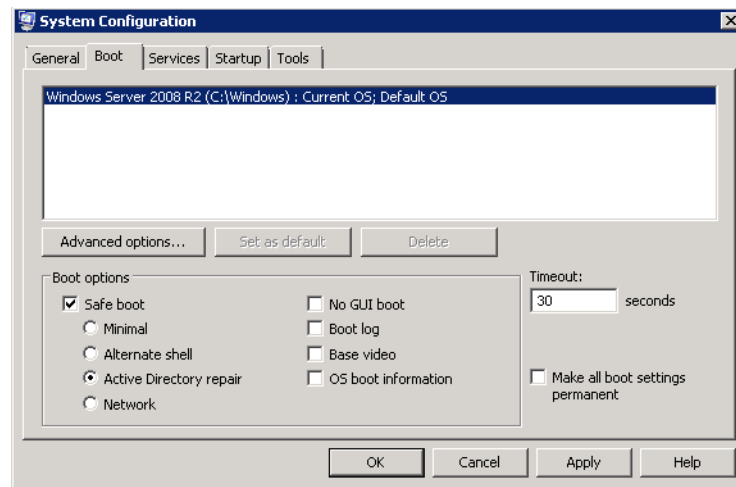 System Configuration
General Boot Services Startup Tools
Windows Server 2008 R2 (C:\Windows) : Current OS; Default OS
Advanced options... Set as default Delete
Boot options
Timeout:
Safe boot
No GUI boot
30 seconds
Minimal
Boot log
Alternate shell
Base video
Active Directory repair
OS boot information
Make all boot settings
permanent
Network
OK Cancel Apply Help